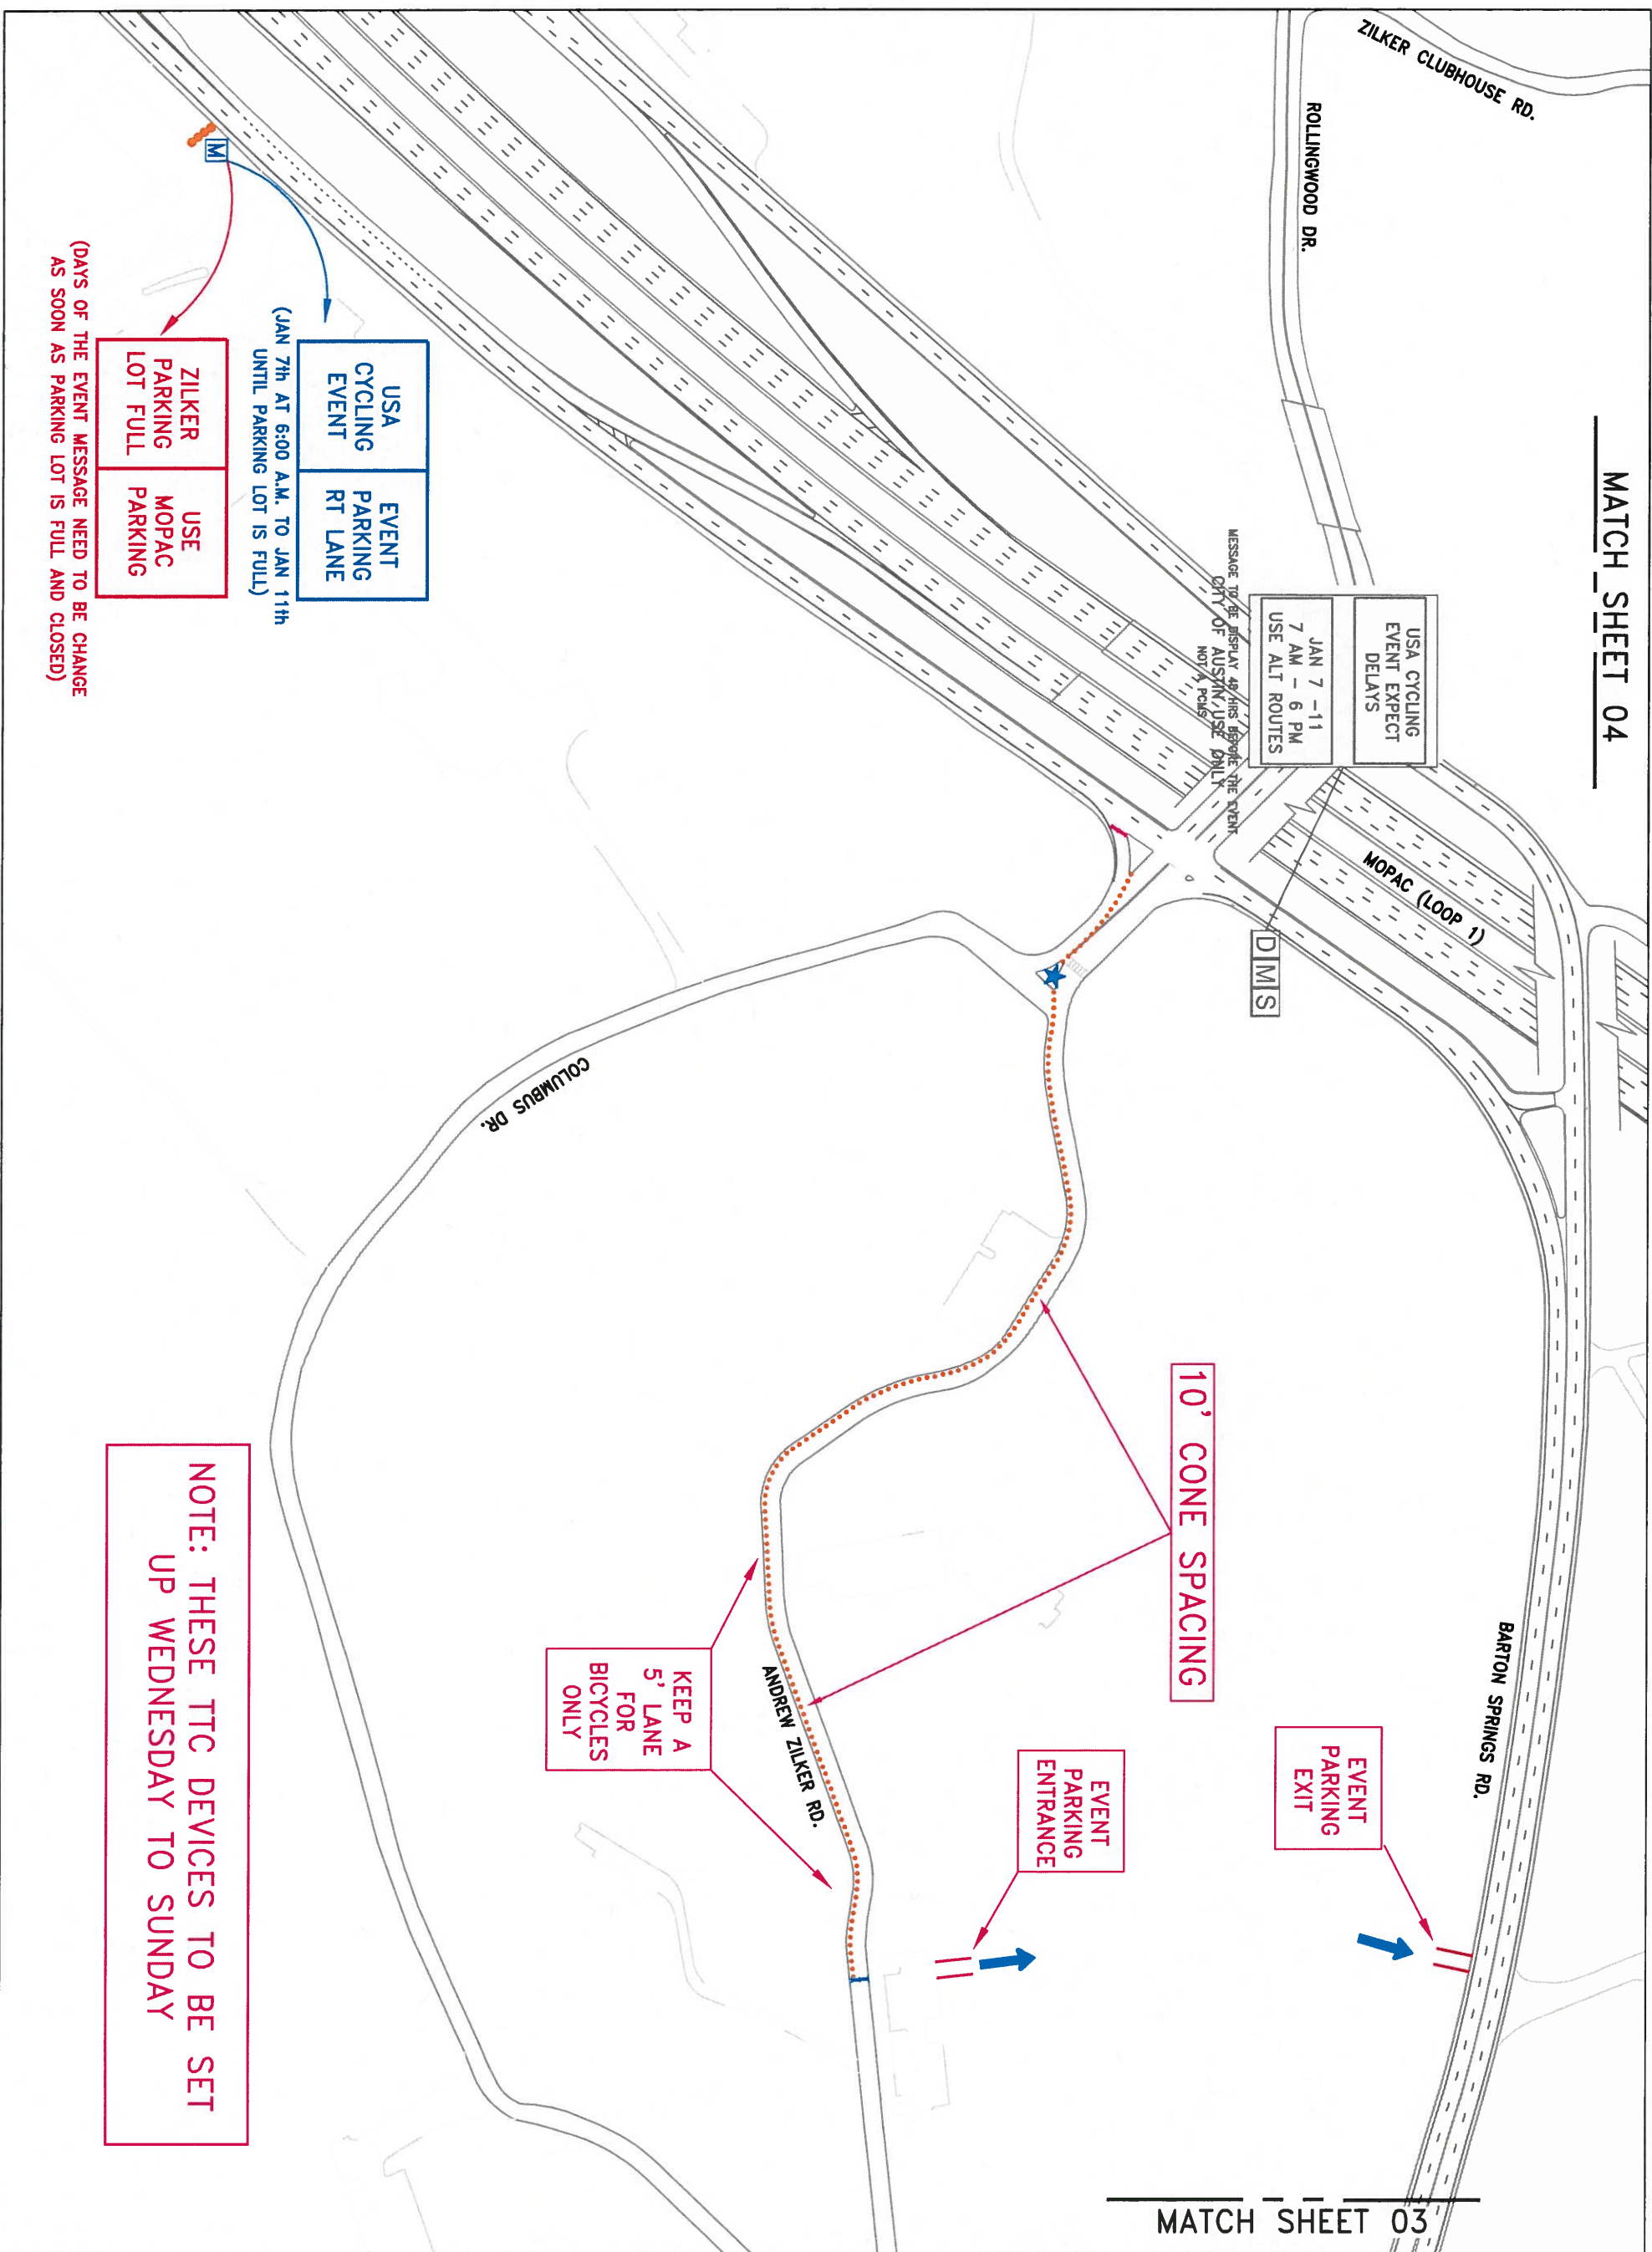 ZILKER CLUBHOUSE RD.
ROLLINGWOOD DR.
MATCH SHEET 04
USA CYCLING
EVENT EXPECT
DELAYS
JAN 7 -11
7 AM - 6 PM
USE ALT ROUTES
MESSAGE TO BE DISPLAY 48 HRS BEFORE THE EVENT
CITY OF AUSTIN USE ONLY
NOT A PCMS
MOPAC (LOOP 1)
DMS
M
USA
CYCLING
EVENT
EVENT
PARKING
RT LANE
(JAN 7th AT 6:00 A.M. TO JAN 11th
UNTIL PARKING LOT IS FULL)
ZILKER
PARKING
LOT FULL
USE
MOPAC
PARKING
(DAYS OF THE EVENT MESSAGE NEED TO BE CHANGE
AS SOON AS PARKING LOT IS FULL AND CLOSED)
COLUMBUS DR.
10' CONE SPACING
BARTON SPRINGS RD.
EVENT
PARKING
EXIT
EVENT
PARKING
ENTRANCE
ANDREW ZILKER RD.
KEEP A
5' LANE
FOR
BICYCLES
ONLY
NOTE: THESE TTC DEVICES TO BE SET
UP WEDNESDAY TO SUNDAY
MATCH SHEET 03